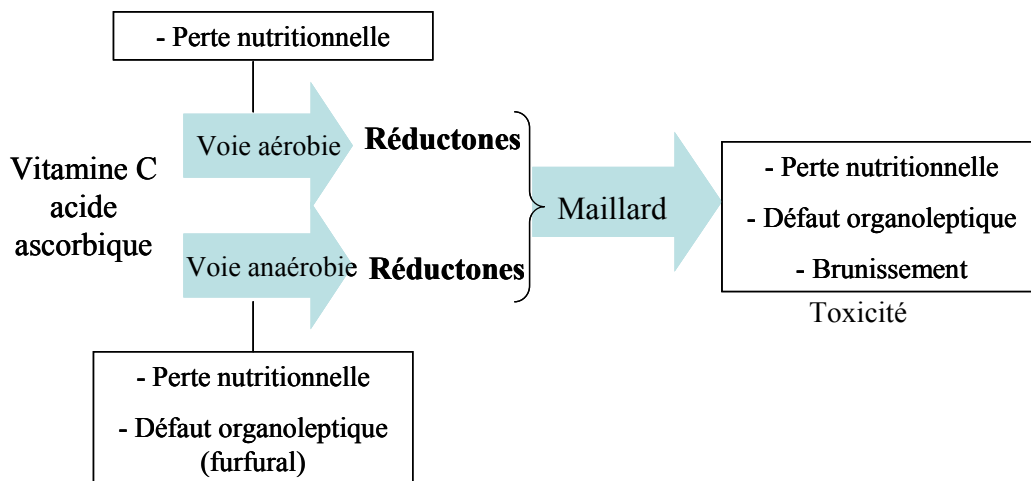 - Perte nutritionnelle
Vitamine C
acide
ascorbique
Voie aérobie
Réductones
Voie anaérobie
Réductones
Maillard
- Perte nutritionnelle
- Défaut organoleptique
- Brunissement
Toxicité
- Perte nutritionnelle
- Défaut organoleptique
(furfural)